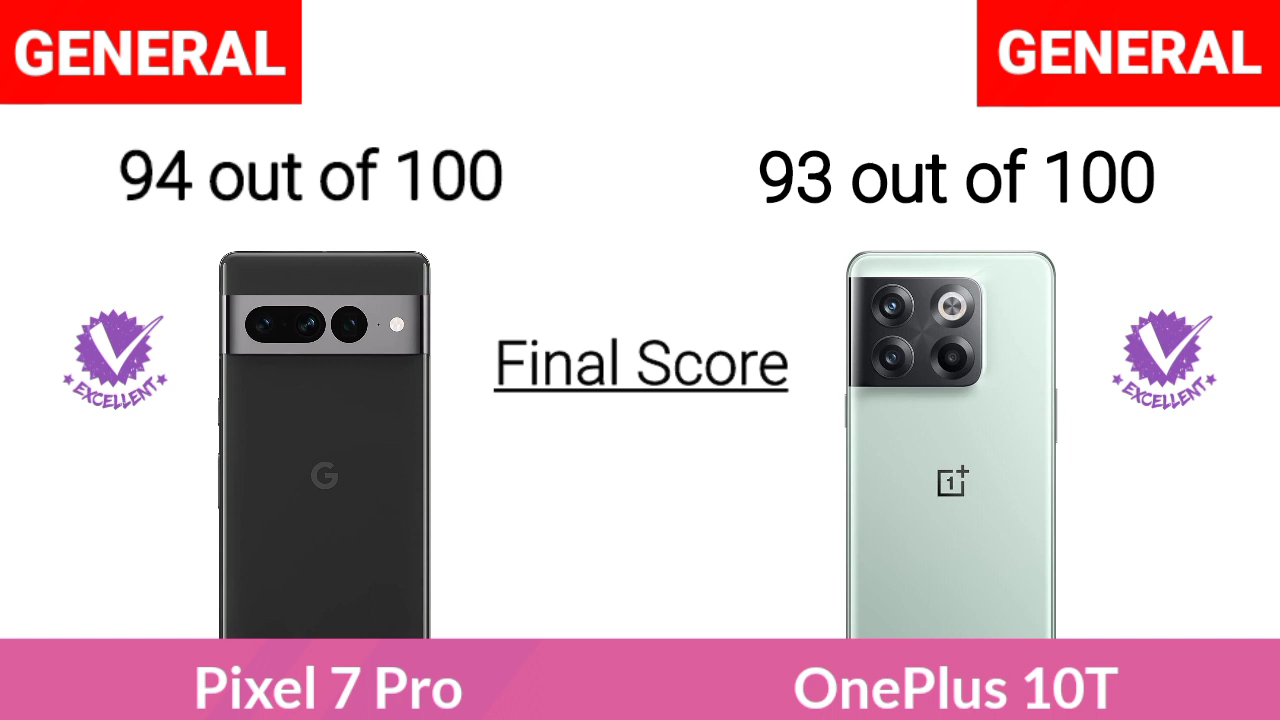 GENERAL
GENERAL
94 out of 100
93 out of 100
EXCELLENT
Final Score
EXCELLENT
G
1+
Pixel 7 Pro
OnePlus 10T